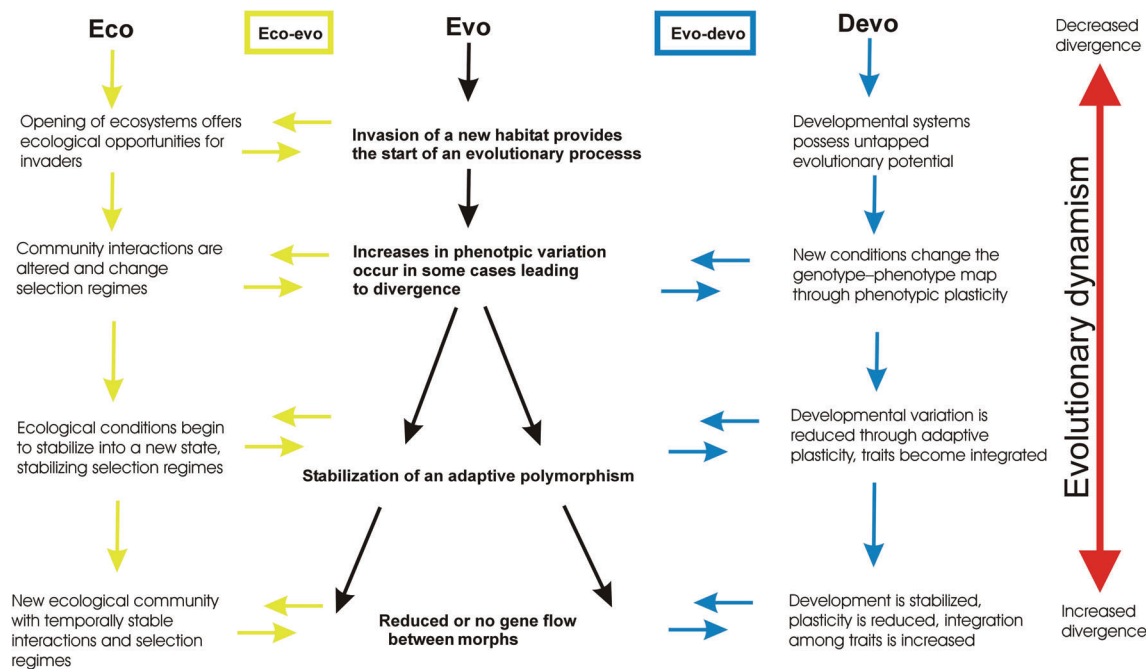 Eco
Eco-evo
Evo
Evo-devo
Devo
Decreased
divergence
Opening of ecosystems offers
ecological opportunities for
invaders
Invasion of a new habitat provides
the start of an evolutionary processs
Developmental systems
possess untapped
evolutionary potential
Community interactions are
altered and change
selection regimes
Increases in phenotpic variation
occur in some cases leading
to divergence
New conditions change the
genotype–phenotype map
through phenotypic plasticity
Evolutionary dynamism
Ecological conditions begin
to stabilize into a new state,
stabilizing selection regimes
Stabilization of an adaptive polymorphism
Developmental variation is
reduced through adaptive
plasticity, traits become integrated
New ecological community
with temporally stable
interactions and selection
regimes
Reduced or no gene flow
between morphs
Development is stabilized,
plasticity is reduced, integration
among traits is increased
Increased
divergence